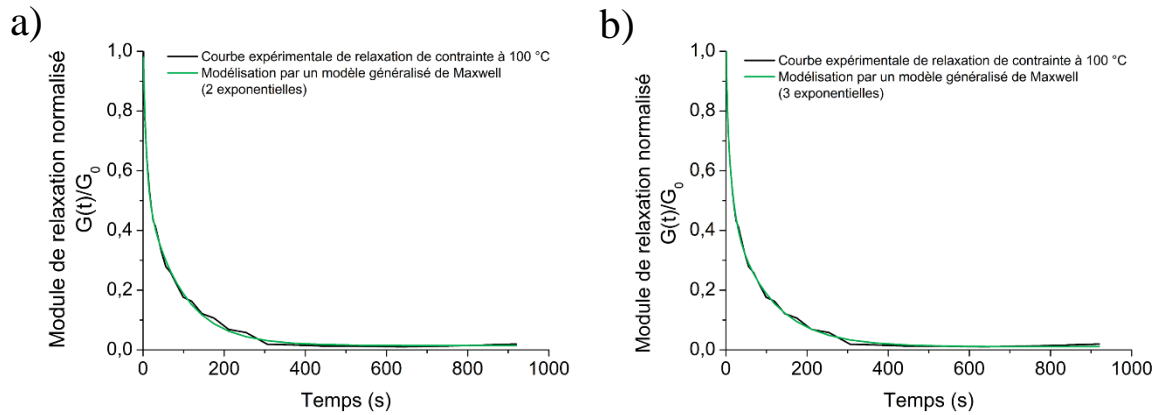 a)
Module de relaxation normalisé
G(t)/G0
1,0
0,8
0,6
0,4
0,2
0,0
0
200
400
600
800
1000
Temps (s)
Courbe expérimentale de relaxation de contrainte à 100 °C
Modélisation par un modèle généralisé de Maxwell
(2 exponentielles)
b)
Module de relaxation normalisé
G(t)/G0
1,0
0,8
0,6
0,4
0,2
0,0
0
200
400
600
800
1000
Temps (s)
Courbe expérimentale de relaxation de contrainte à 100 °C
Modélisation par un modèle généralisé de Maxwell
(3 exponentielles)